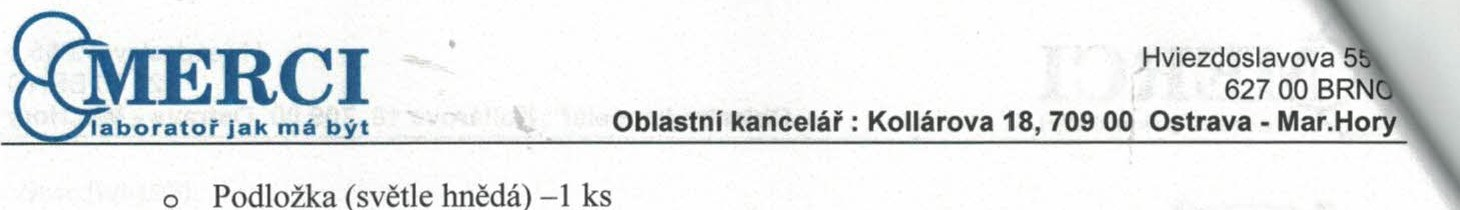 MERCI
laboratoř jak má být
Hviezdoslavova
627 00 BRNO
Oblastní kancelář : Kollárova 18, 709 00 Ostrava - Mar.Hory
o Podložka (světle hnědá) –1 ks